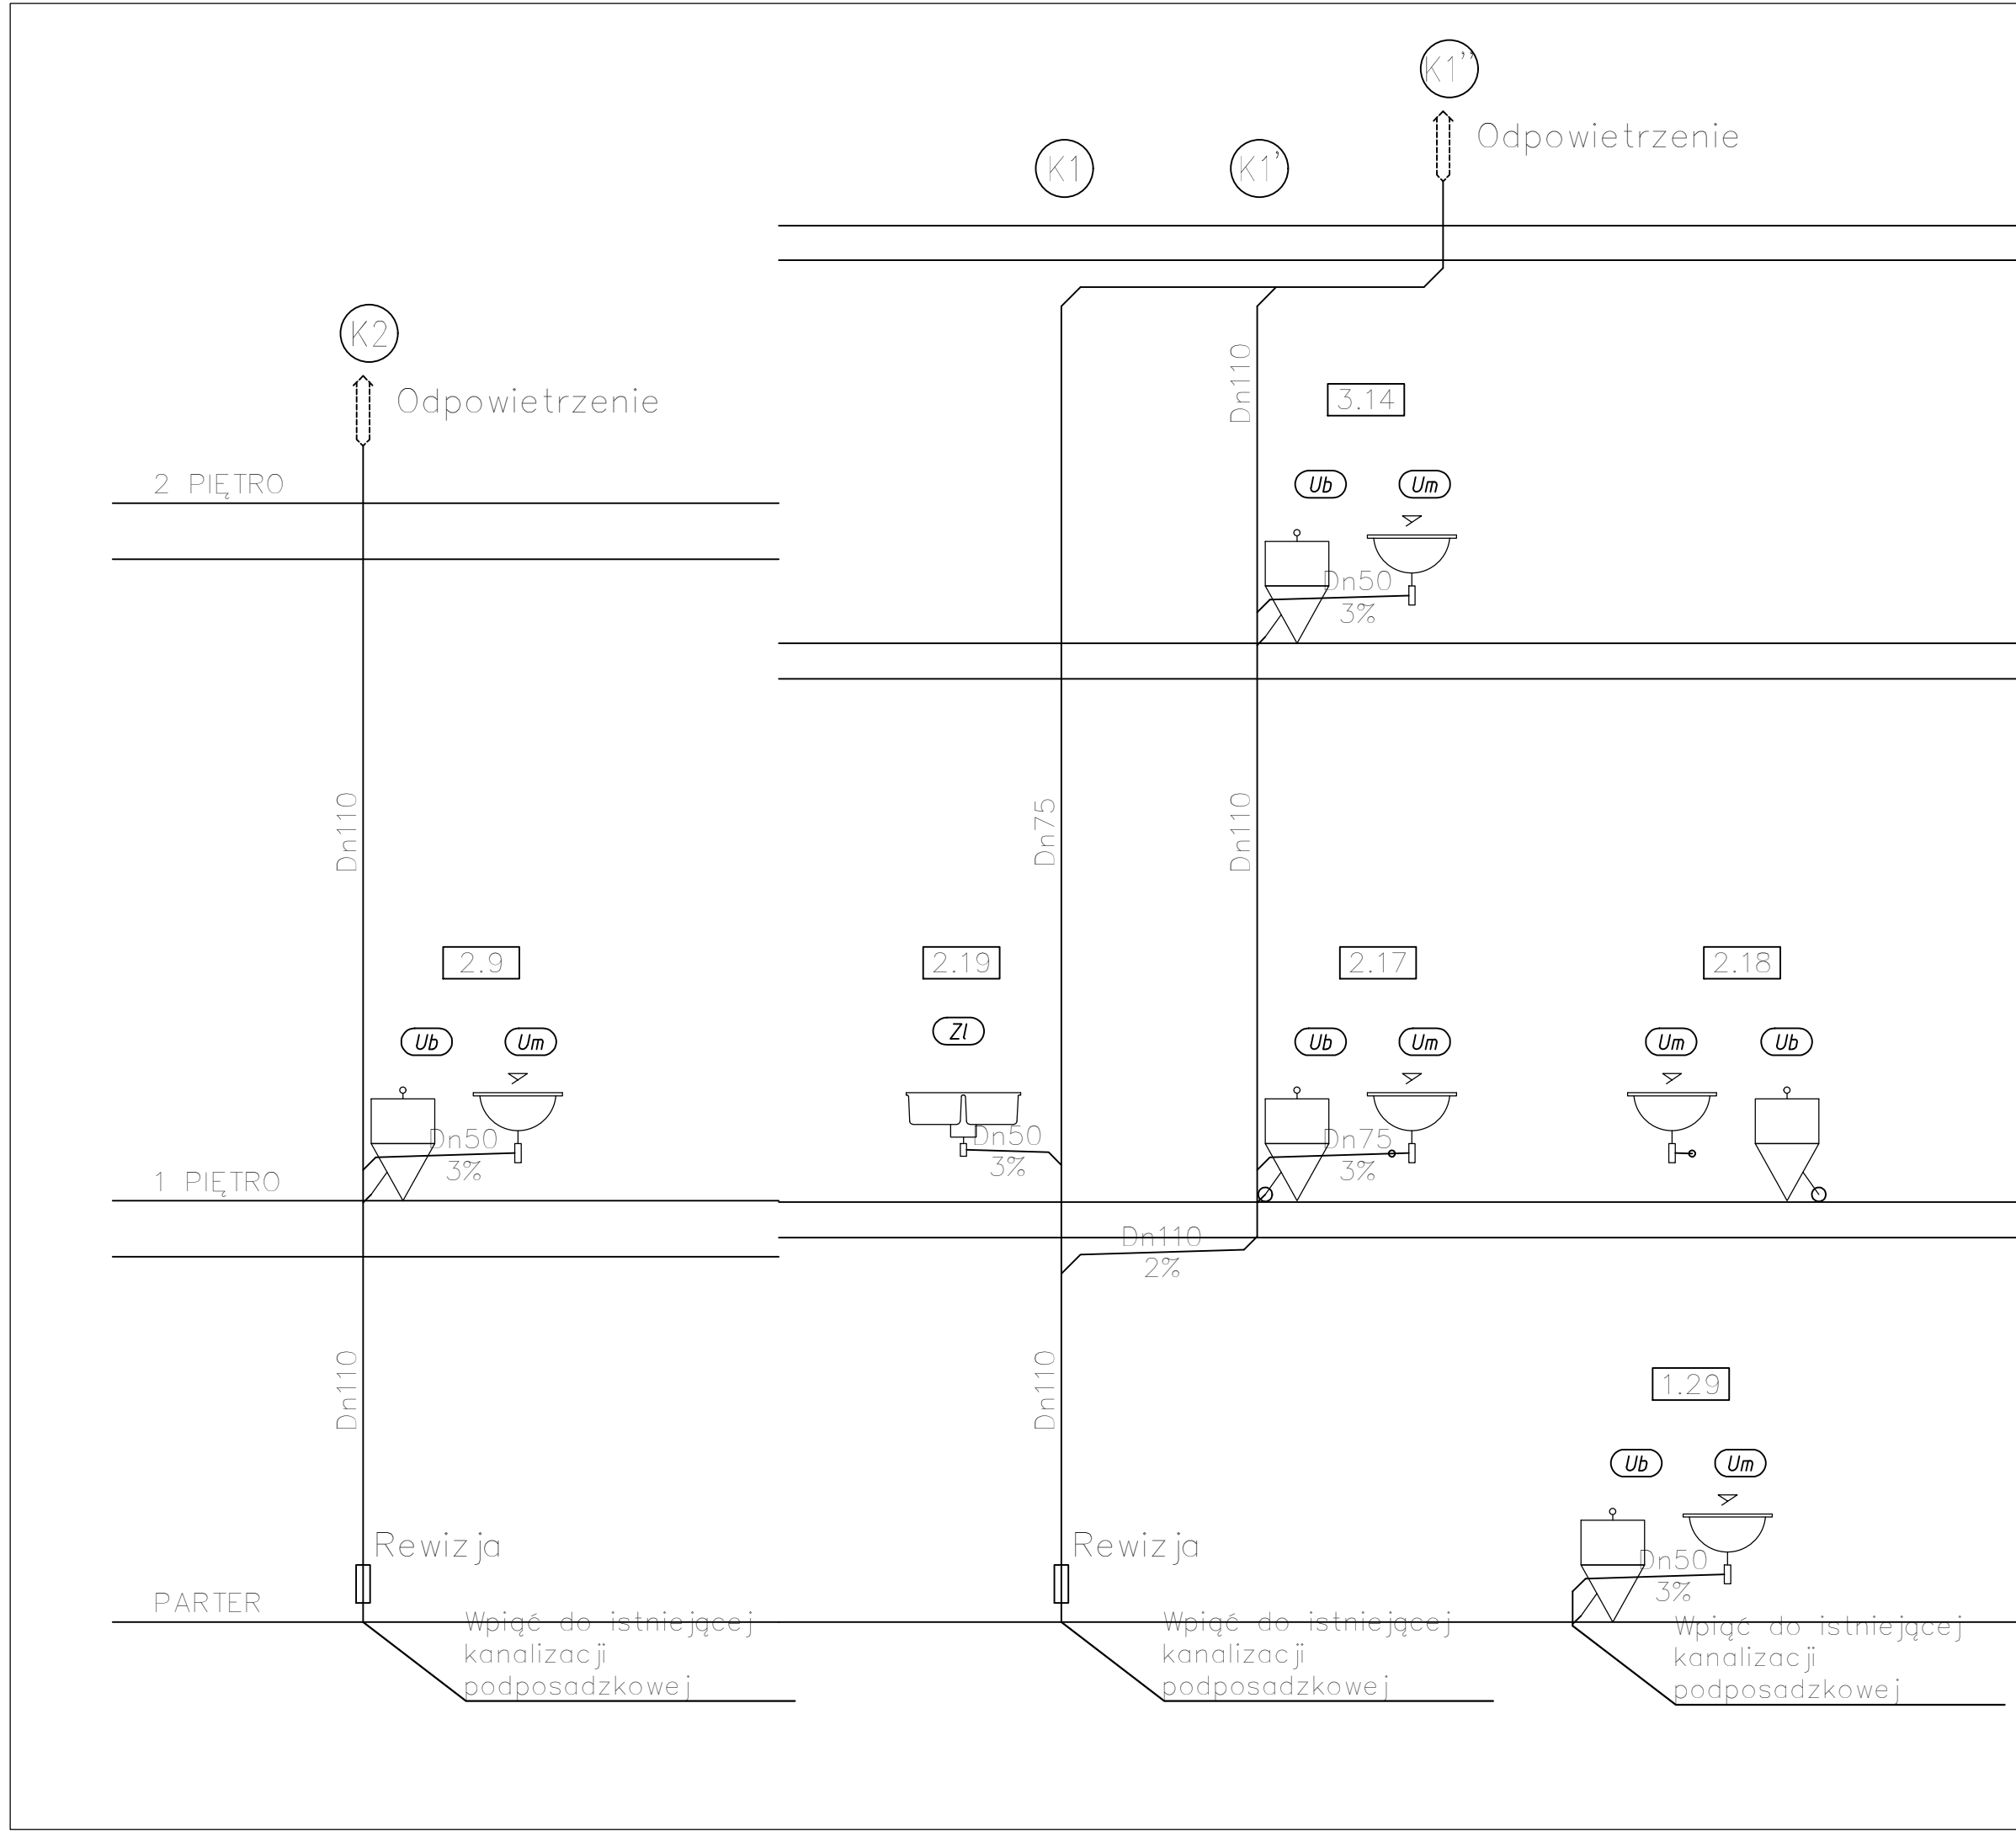 K1''
Odpowietrzenie
K1
K1'
K2
Odpowietrzenie
Dn110
3.14
2 PIĘTRO
Ub
Um
Dn50
3%
Dn110
Dn75
Dn110
2.9
2.19
2.17
2.18
Ub
Um
Zl
Ub
Um
Um
Ub
Dn50
3%
Dn50
3%
Dn75
3%
1 PIĘTRO
Dn110
2%
Dn110
Dn110
1.29
Ub
Um
Rewizja
Rewizja
Dn50
3%
PARTER
Wpiąć do istniejącej
kanalizacji
podposadzkowej
Wpiąć do istniejącej
kanalizacji
podposadzkowej
Wpiąć do istniejącej
kanalizacji
podposadzkowej